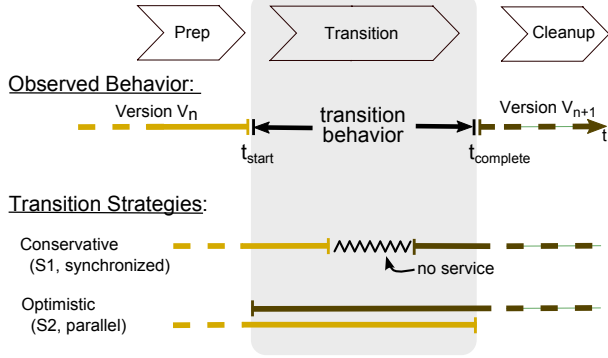 Prep Transition Cleanup
Observed Behavior:
Version Vn Version Vn+1
transition
behavior
tstart tcomplete t
Transition Strategies:
Conservative
(S1, synchronized)
no service
Optimistic
(S2, parallel)